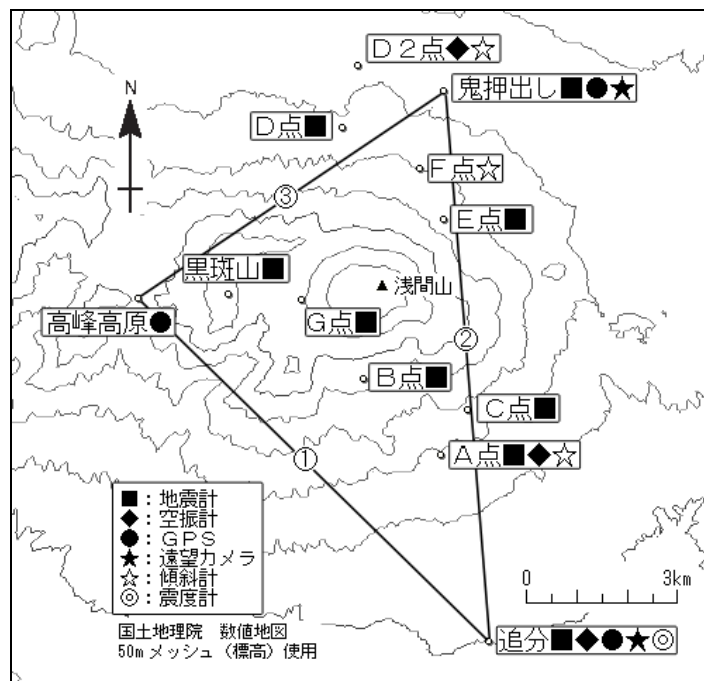 D2点◆☆
鬼押出し■●★
N
D点■
F点☆
③
E点■
黒斑山■
▲浅間山
高峰高原●
G点■
②
B点■
C点■
①
A点■◆☆
■：地震計
◆：空振計
●：GPS
★：遠望カメラ
☆：傾斜計
◎：震度計
0 3km
国土地理院 数値地図
50mメッシュ（標高）使用
追分■◆●★◎